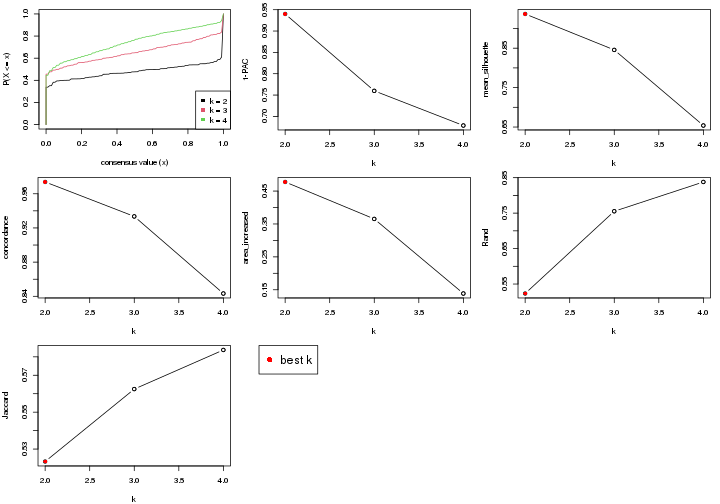 P(X <= x)
1.0
0.8
0.6
0.4
0.2
0.0
0.0 0.2 0.4 0.6 0.8 1.0
consensus value (x)
k = 2
k = 3
k = 4
1-PAC
0.95
0.90
0.85
0.80
0.75
0.70
2.0 2.5 3.0 3.5 4.0
k
mean_silhouette
0.85
0.75
0.65
2.0 2.5 3.0 3.5 4.0
k
concordance
0.96
0.92
0.88
0.84
2.0 2.5 3.0 3.5 4.0
k
area_increased
0.45
0.35
0.25
0.15
2.0 2.5 3.0 3.5 4.0
k
Rand
0.85
0.75
0.65
0.55
2.0 2.5 3.0 3.5 4.0
k
Jaccard
0.57
0.55
0.53
2.0 2.5 3.0 3.5 4.0
k
best k